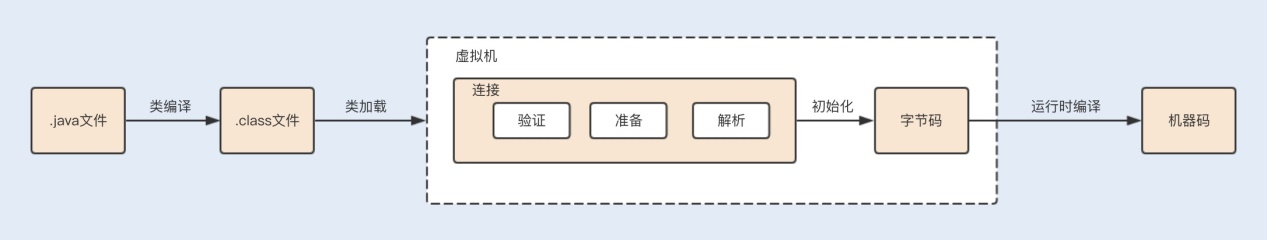 .java文件
类编译
.class文件
类加载
虚拟机
连接
验证
准备
解析
初始化
字节码
运行时编译
机器码